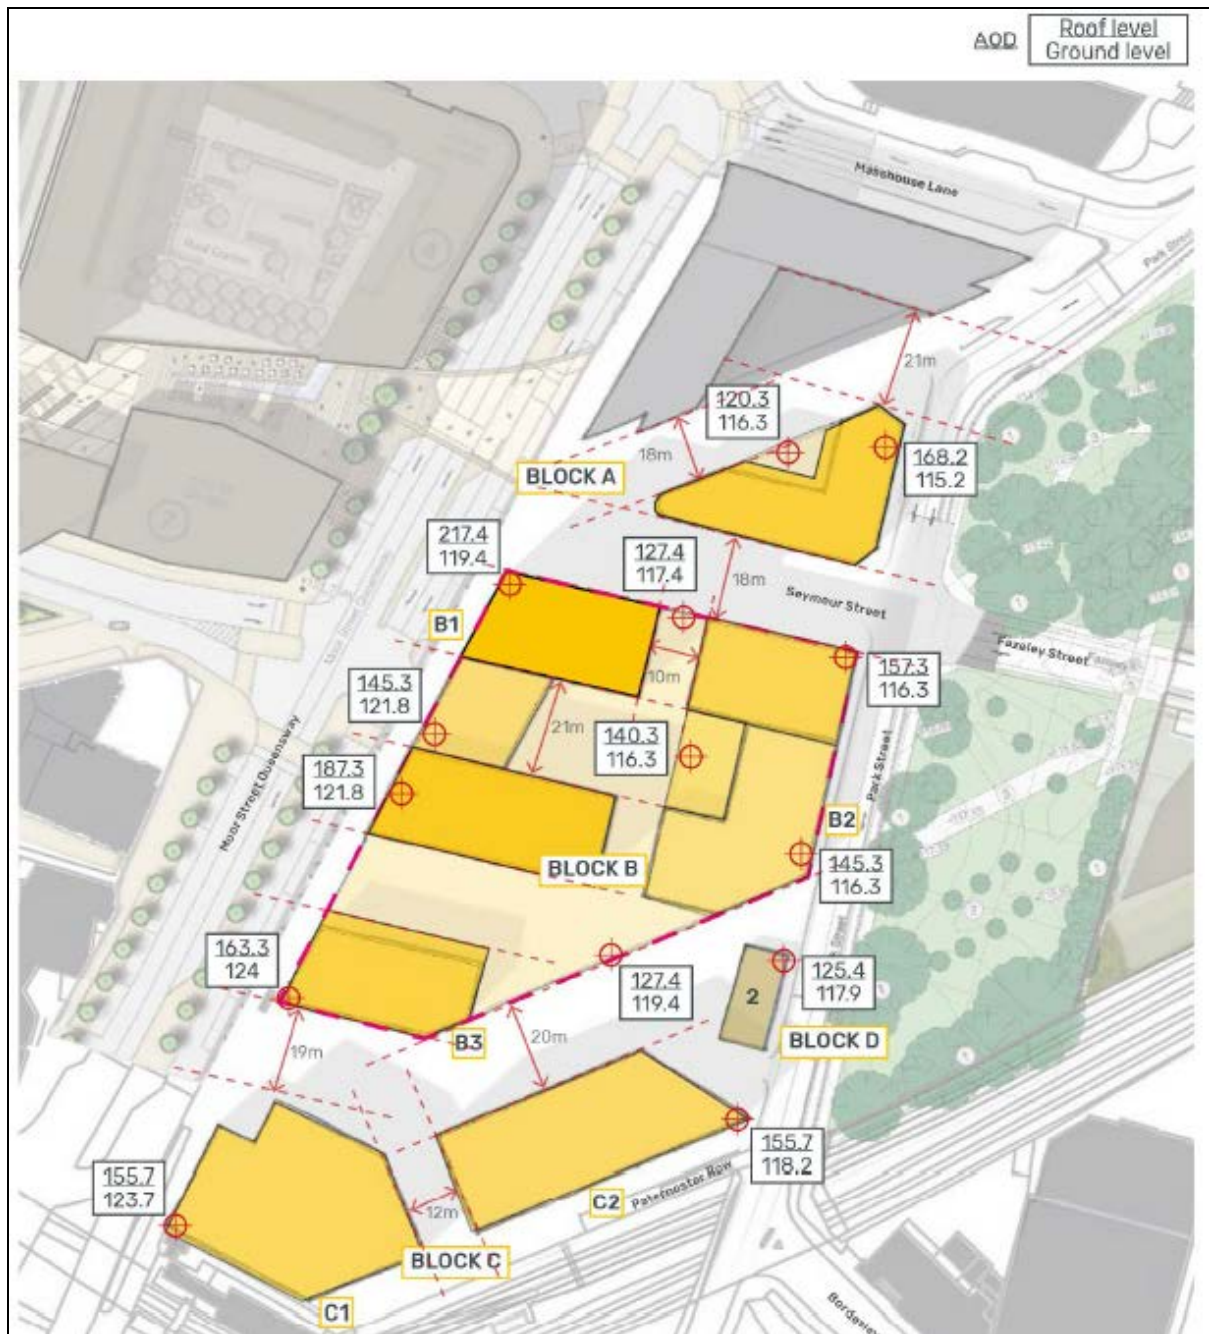 AOD
Roof level
Ground level
Masshouse Lane
Park Street
21m
120.3
116.3
18m
BLOCK A
168.2
115.2
217.4
119.4
127.4
117.4
18m
Seymour Street
B1
Fazeley Street
157.3
116.3
10m
145.3
121.8
21m
140.3
116.3
187.3
121.8
Park Street
Moor Street Queensway
B2
BLOCK B
145.3
116.3
163.3
124
127.4
119.4
125.4
117.9
2
BLOCK D
B3
20m
19m
155.7
118.2
155.7
123.7
Paternoster Row
C2
12m
BLOCK C
C1